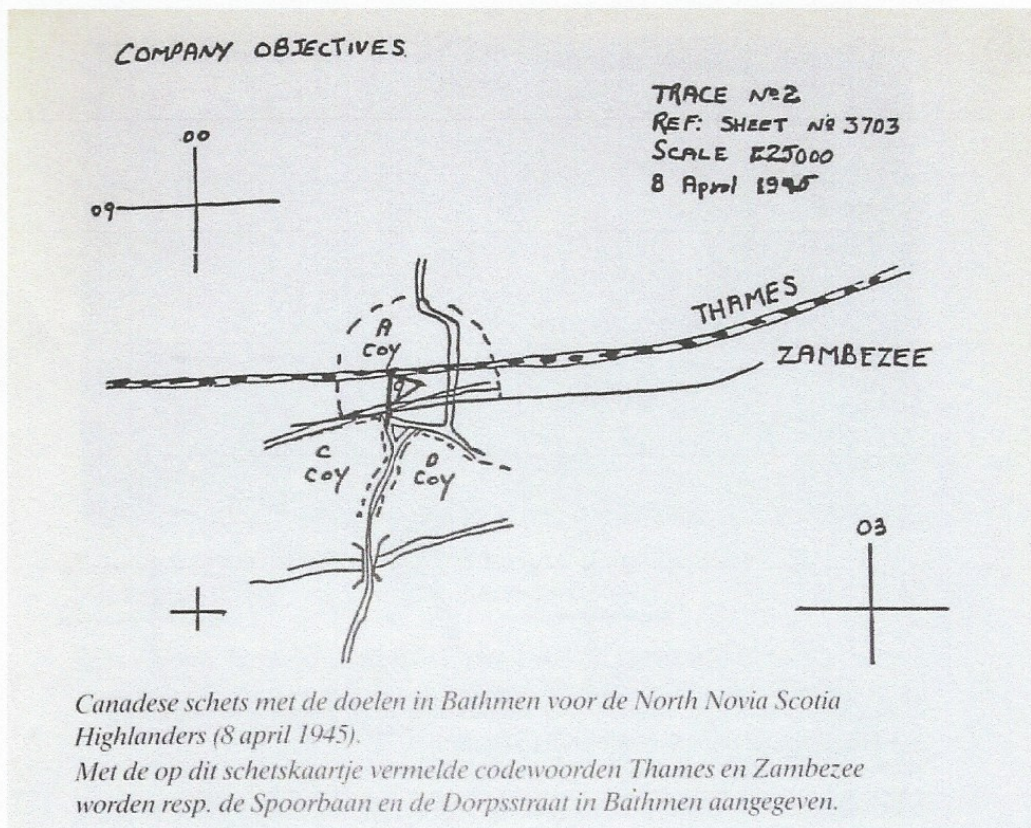 COMPANY OBJECTIVES.
TRACE No 2
REF: SHEET No 3703
SCALE 1:25000
8 April 1945
00
09
THAMES
A
COY
ZAMBEZEE
C
COY
D
COY
03
Canadese schets met de doelen in Bathmen voor de North Novia Scotia
Highlanders (8 april 1945).
Met de op dit schetskaartje vermelde codewoorden Thames en Zambezee
worden resp. de Spoorbaan en de Dorpsstraat in Bathmen aangegeven.